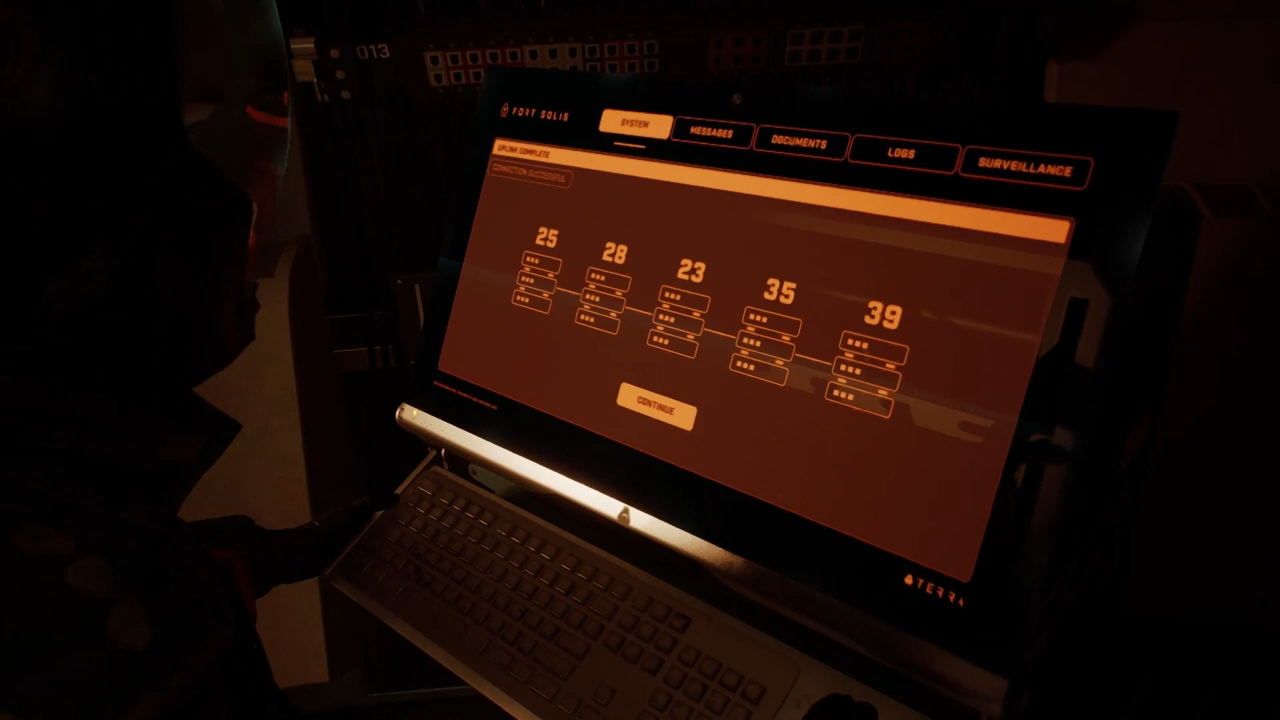 013
FORT SOLIS
SYSTEM
MESSAGES
DOCUMENTS
LOGS
SURVEILLANCE
UPLINK COMPLETE
CONNECTION SUCCESSFUL
25
28
23
35
39
CONTINUE
TERRA